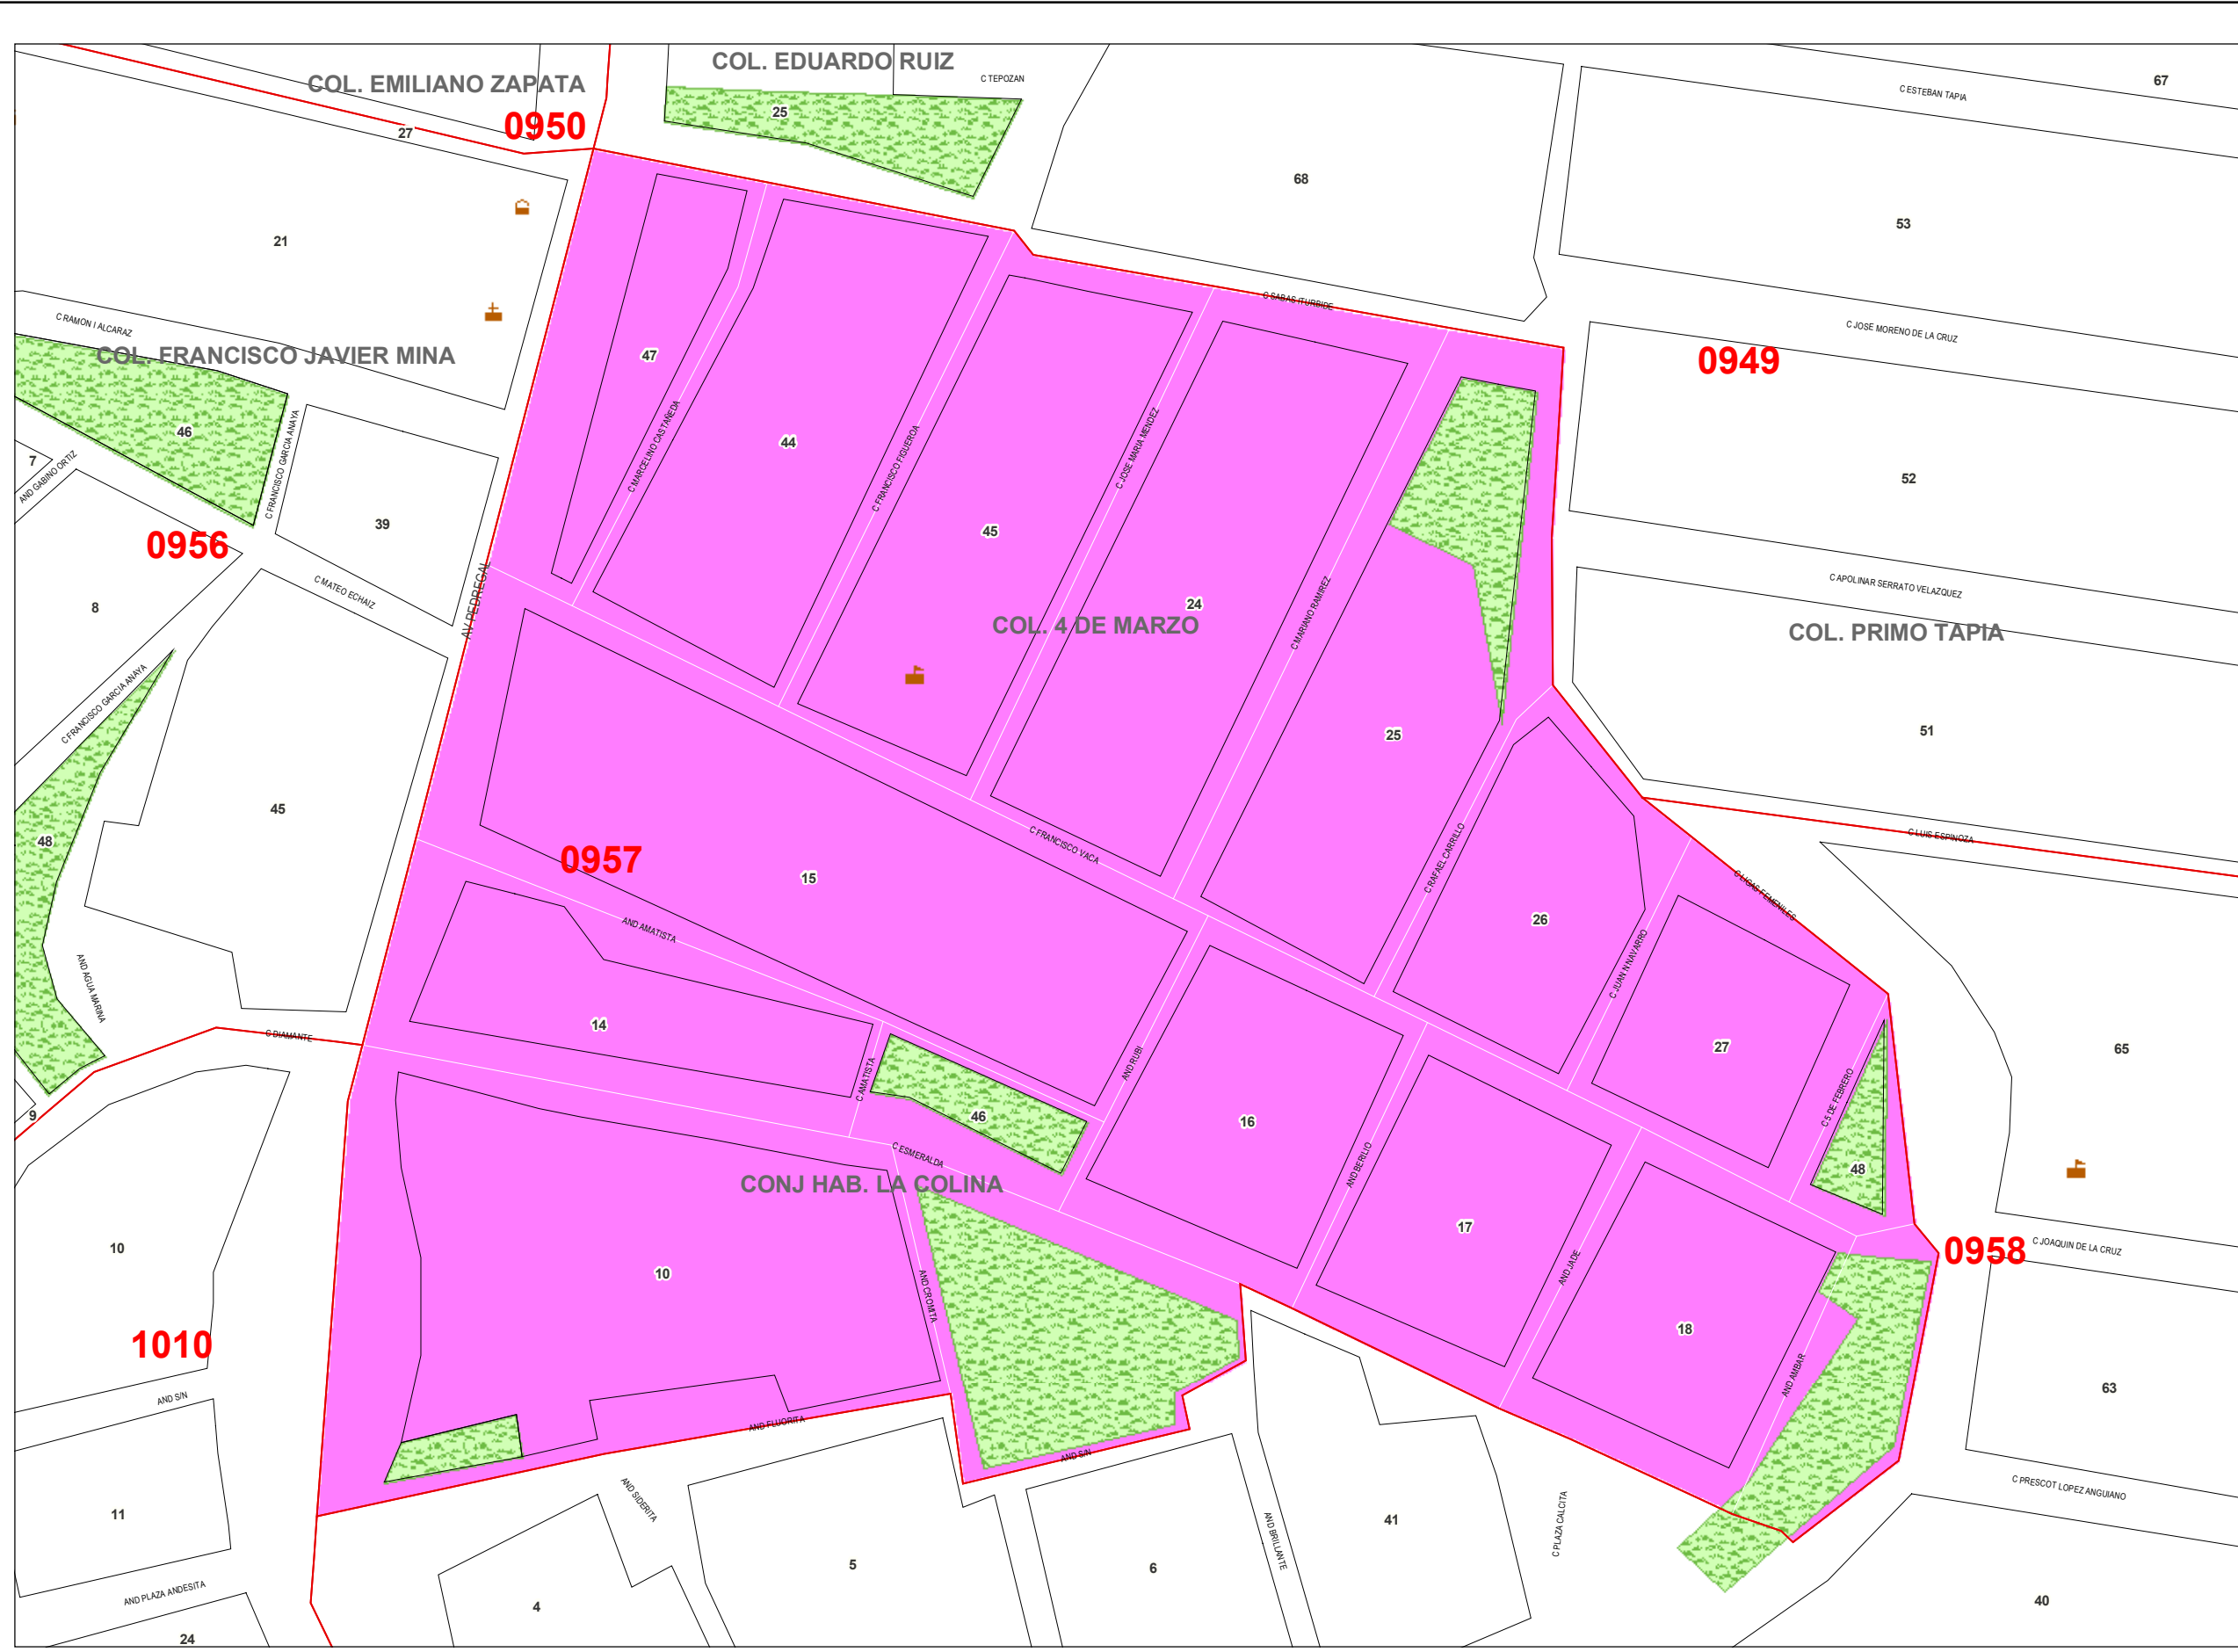 COL. EDUARDO RUIZ
C TEPOZAN
COL. EMILIANO ZAPATA
67
C ESTEBAN TAPIA
25
0950
27
68
53
21
C SABAS ITURBIDE
C RAMON I ALCARAZ
C JOSE MORENO DE LA CRUZ
COL. FRANCISCO JAVIER MINA
47
0949
C MARCELINO CASTAÑEDA
44
C FRANCISCO FIGUEROA
C JOSE MARIA MENDEZ
46
C FRANCISCO GARCIA ANAYA
7
AND GABINO ORTIZ
52
39
45
0956
C MATEO ECHAIZ
AV PEDREGAL
C APOLINAR SERRATO VELAZQUEZ
8
24
C MARIANO RAMIREZ
COL. 4 DE MARZO
COL. PRIMO TAPIA
C FRANCISCO GARCIA ANAYA
25
51
45
48
C FRANCISCO VACA
C LUIS ESPINOZA
0957
15
C RAFAEL CARRILLO
C LIGAS FEMENILES
26
AND AMATISTA
C JUAN N NAVARRO
AND AGUA MARINA
14
C DIAMANTE
27
65
AND RUBI
C AMATISTA
46
16
C 5 DE FEBRERO
9
C ESMERALDA
AND BERILIO
48
CONJ HAB. LA COLINA
17
10
10
C JOAQUIN DE LA CRUZ
0958
AND JADE
AND CROMITA
1010
18
AND AMBAR
63
AND S/N
AND FLUORITA
AND S/N
C PRESCOT LOPEZ ANGUIANO
AND SIDERITA
11
41
C PLAZA CALCITA
AND BRILLANTE
5
6
AND PLAZA ANDESITA
4
40
24